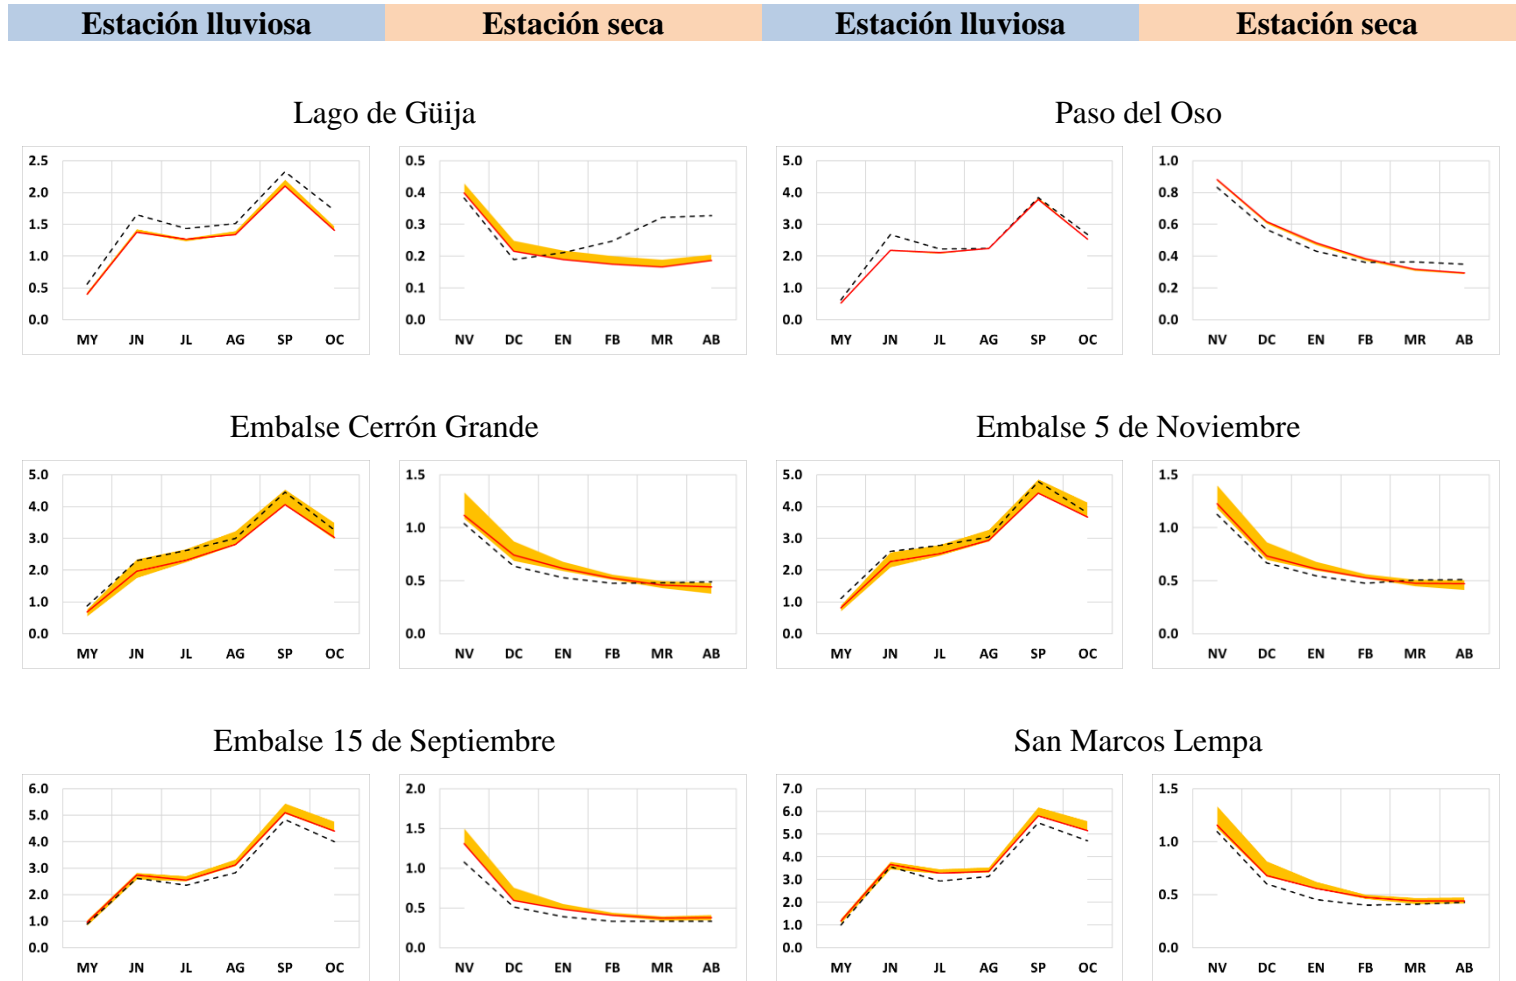 Estación lluviosa Estación seca Estación lluviosa Estación seca
Lago de Güija Paso del Oso
2.5 0.5 5.0 1.0
2.0 0.4 4.0 0.8
1.5 0.3 3.0 0.6
1.0 0.2 2.0 0.4
0.5 0.1 1.0 0.2
0.0 0.0 0.0 0.0
MY JN JL AG SP OC NV DC EN FB MR AB MY JN JL AG SP OC NV DC EN FB MR AB
Embalse Cerrón Grande Embalse 5 de Noviembre
5.0 1.5 5.0 1.5
4.0 4.0
3.0 1.0 3.0 1.0
2.0 0.5 2.0 0.5
1.0 1.0
0.0 0.0 0.0 0.0
MY JN JL AG SP OC NV DC EN FB MR AB MY JN JL AG SP OC NV DC EN FB MR AB
Embalse 15 de Septiembre San Marcos Lempa
6.0 2.0 7.0 1.5
5.0 1.5 6.0
4.0 5.0 1.0
3.0 1.0 4.0
2.0 0.5 3.0 0.5
1.0 2.0
1.0
0.0 0.0 0.0 0.0
MY JN JL AG SP OC NV DC EN FB MR AB MY JN JL AG SP OC NV DC EN FB MR AB